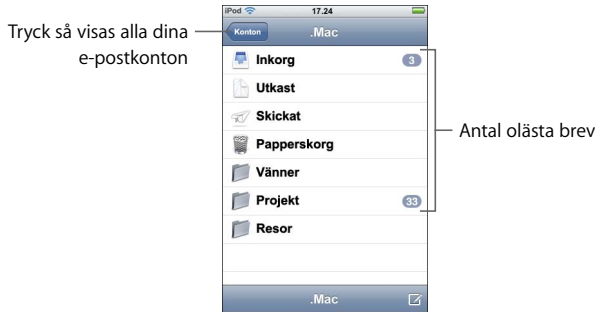 iPod 17.24
Tryck så visas alla dina
e-postkonton
Konton .Mac
Inkorg 3
Utkast
Skickat
Papperskorg
Vänner
Projekt 33
Resor
Antal olästa brev
.Mac